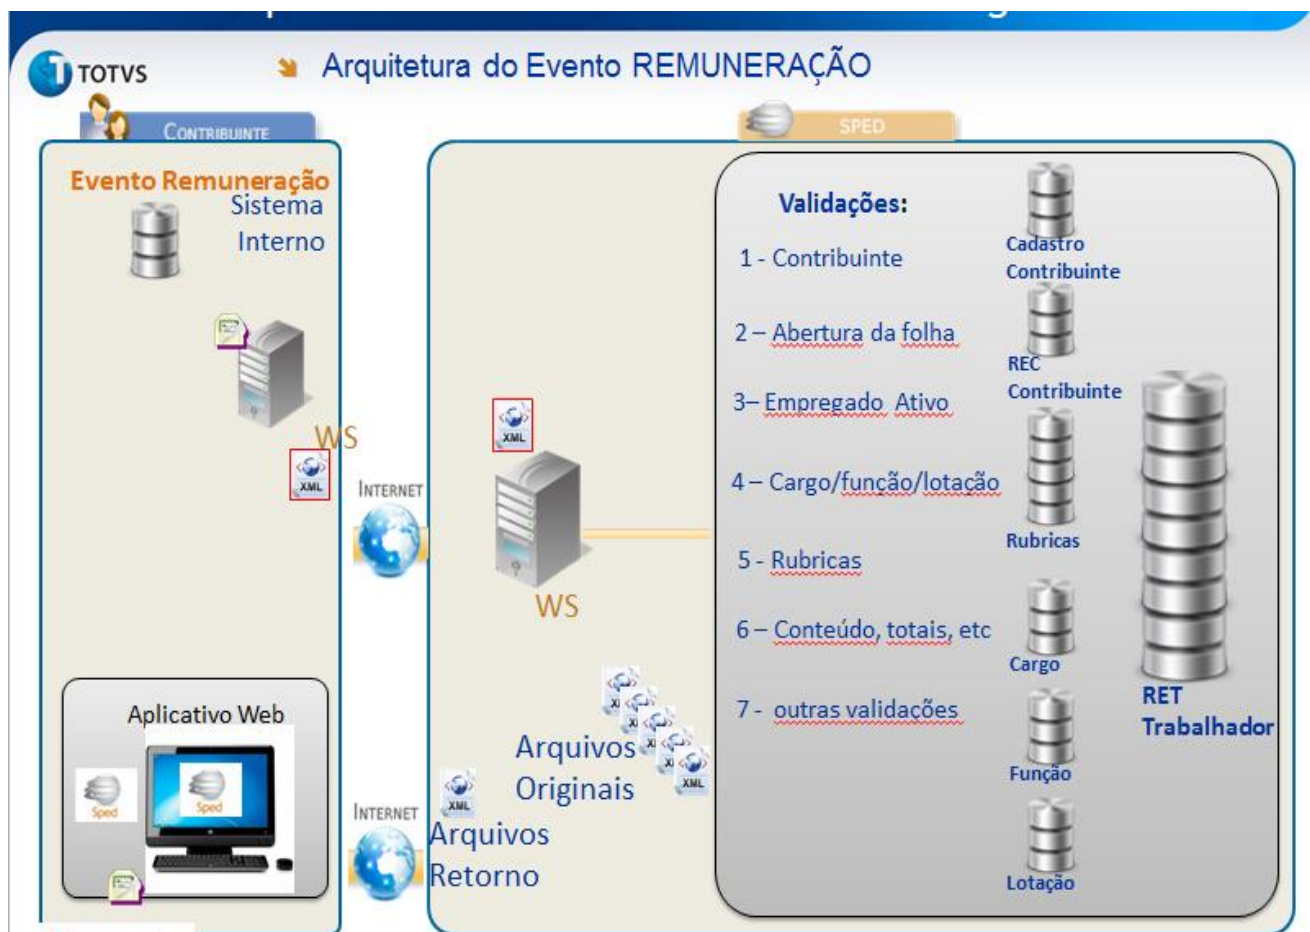 TOTVS
Arquitetura do Evento REMUNERAÇÃO
CONTRIBUINTE
SPED
Evento Remuneração
Sistema
Interno
WS
XML
INTERNET
XML
WS
Validações:
1 - Contribuinte
2 – Abertura da folha
3– Empregado Ativo
4 – Cargo/função/lotação
5 - Rubricas
6 – Conteúdo, totais, etc
7 - outras validações
Cadastro
Contribuinte
REC
Contribuinte
Rubricas
Cargo
Função
Lotação
RET
Trabalhador
Aplicativo Web
Sped
Sped
INTERNET
XML
Arquivos
Retorno
Arquivos
Originais
XML